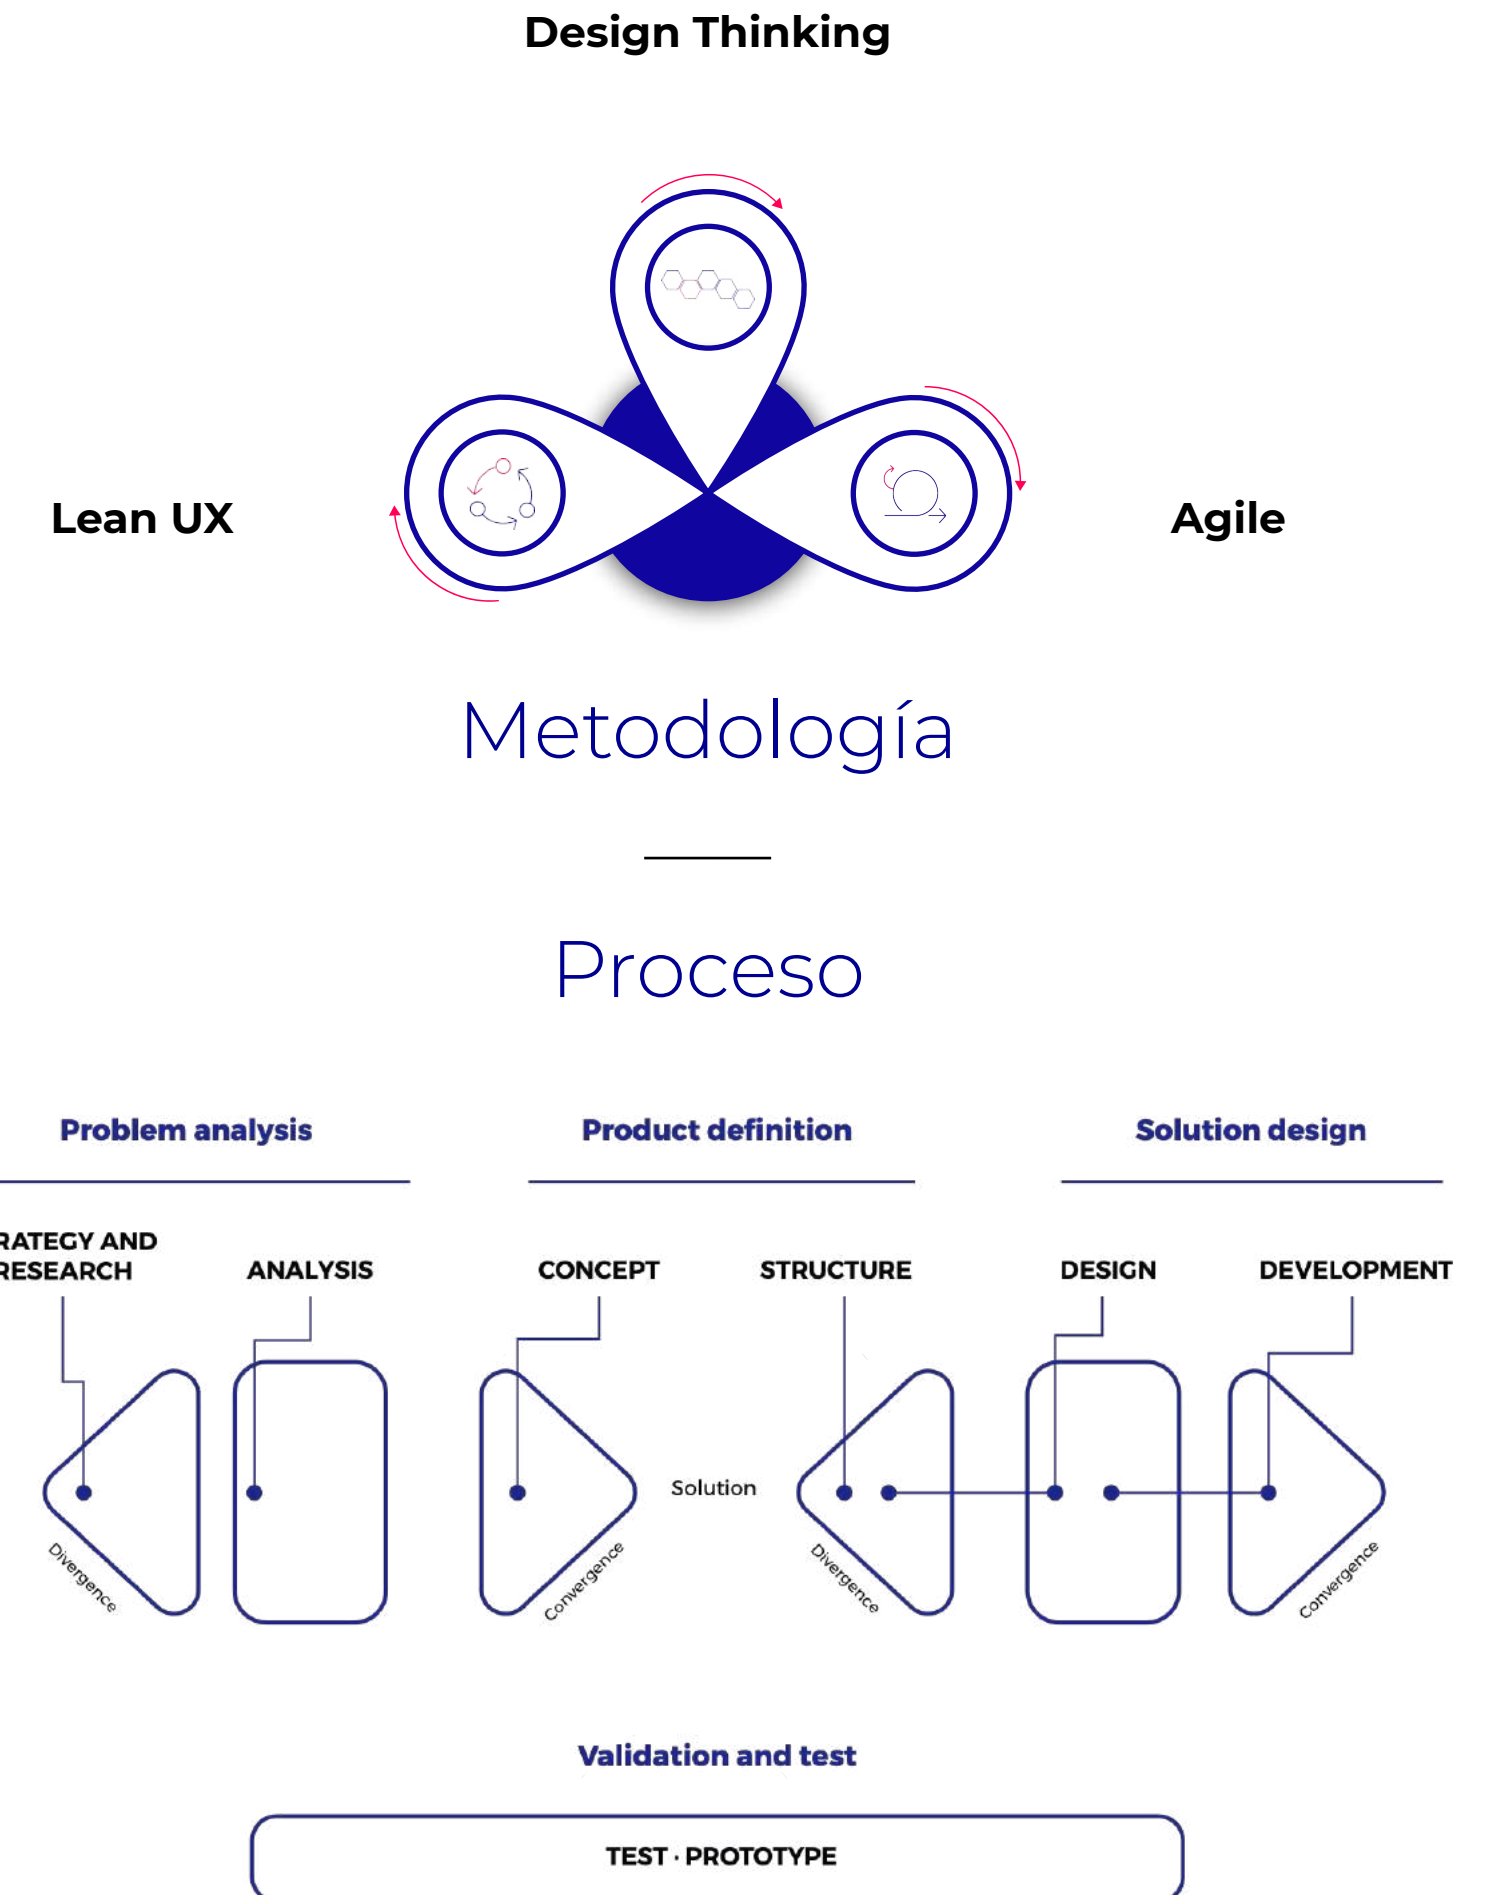 Design Thinking
Lean UX
Agile
Metodología
Proceso
Problem analysis
Product definition
Solution design
RATEGY AND
RESEARCH
ANALYSIS
CONCEPT
STRUCTURE
DESIGN
DEVELOPMENT
Solution
Divergence
Convergence
Divergence
Convergence
Validation and test
TEST · PROTOTYPE